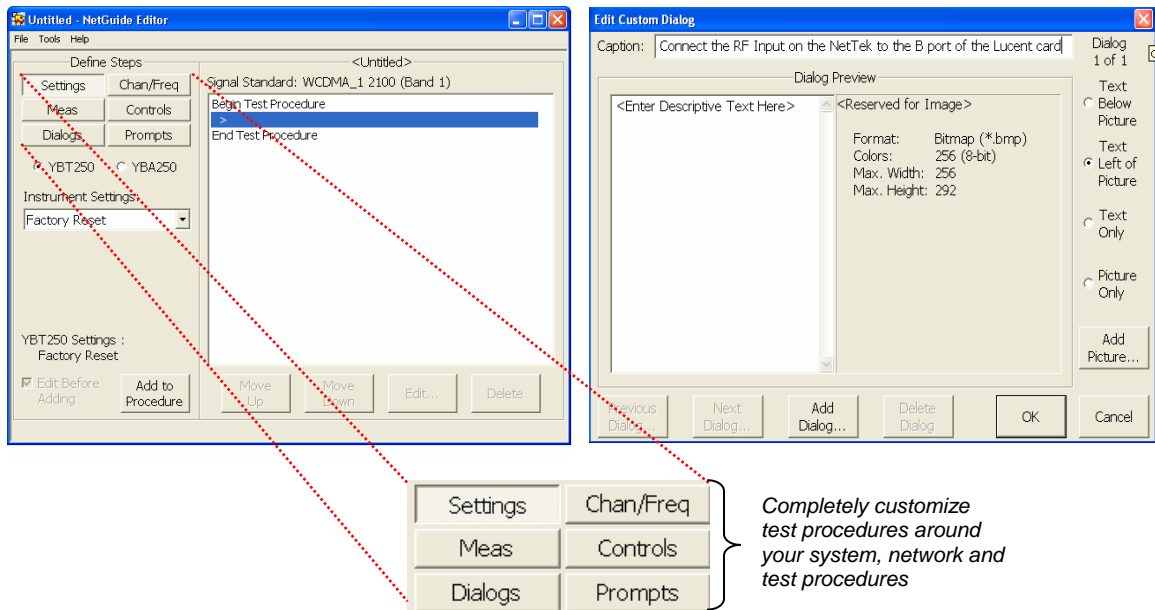 Untitled - NetGuide Editor
File Tools Help
Define Steps
Settings Chan/Freq
Meas Controls
Dialogs Prompts
YBT250 YBA250
Instrument Settings:
Factory Reset
YBT250 Settings :
Factory Reset
Edit Before
Adding
Add to
Procedure
<Untitled>
Signal Standard: WCDMA_1 2100 (Band 1)
Begin Test Procedure
>
End Test Procedure
Move
Up
Move
Down
Edit...
Delete
Edit Custom Dialog
Caption: Connect the RF Input on the NetTek to the B port of the Lucent card
Dialog
1 of 1
Dialog Preview
<Enter Descriptive Text Here>
<Reserved for Image>
Format: Bitmap (*.bmp)
Colors: 256 (8-bit)
Max. Width: 256
Max. Height: 292
Text
Below
Picture
Text
Left of
Picture
Text
Only
Picture
Only
Add
Picture...
Previous
Dialog...
Next
Dialog...
Add
Dialog...
Delete
Dialog
OK
Cancel
Settings Chan/Freq
Meas Controls
Dialogs Prompts
Completely customize
test procedures around
your system, network and
test procedures